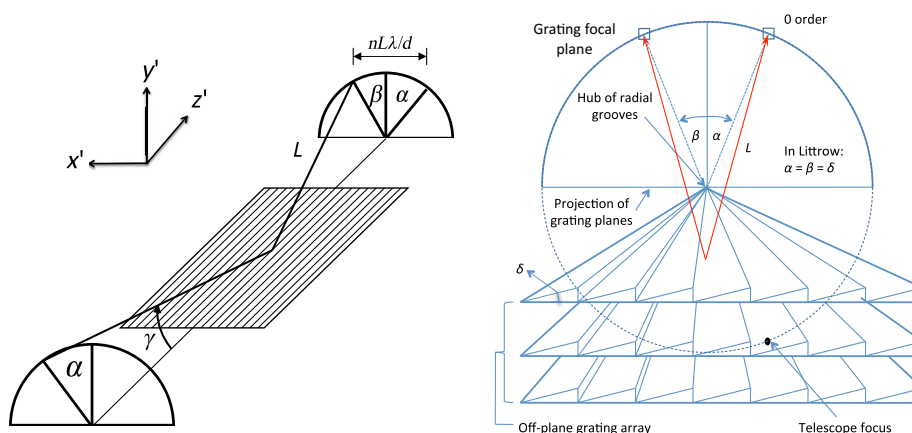 nLλ/d
y'
z'
x'
β
α
L
γ
α
Grating focal
plane
0 order
Hub of radial
grooves
β
α
L
In Littrow:
α = β = δ
Projection of
grating planes
δ
Off-plane grating array
Telescope focus